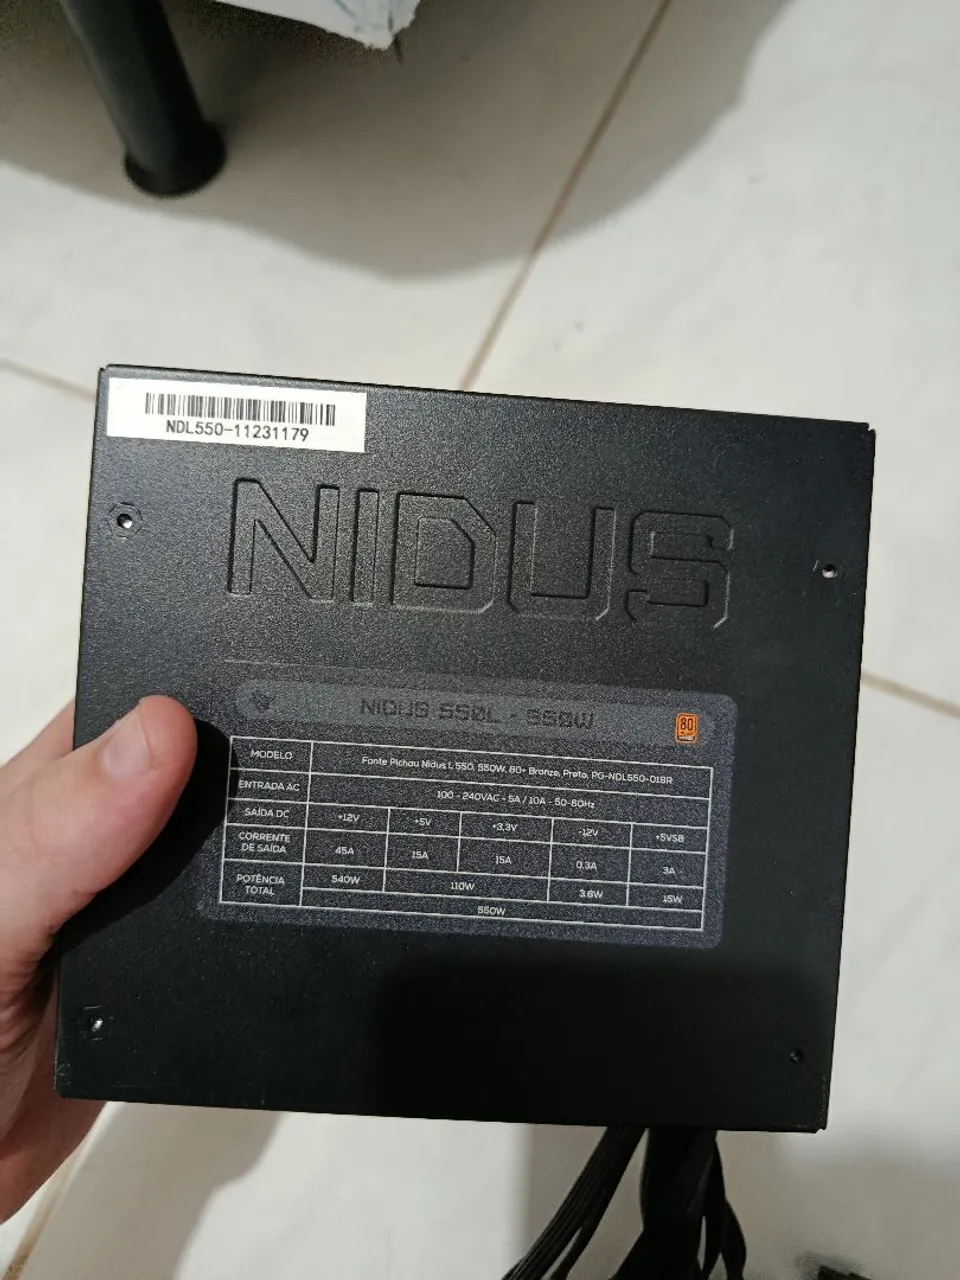 NDL550-11231179
NIDUS
NIDUS 550L - 550W
80
MODELO Fonte Pichau Nidus L 550, 550W, 80+ Bronze, Preto, PG-NDL550-01BR
ENTRADA AC 100 - 240VAC - 5A / 10A - 50-60Hz
SAÍDA DC +12V +5V +3,3V -12V +5VSB
CORRENTE DE SAÍDA 45A 15A 15A 0.3A 3A
POTÊNCIA TOTAL 540W 110W 3.6W 15W
550W